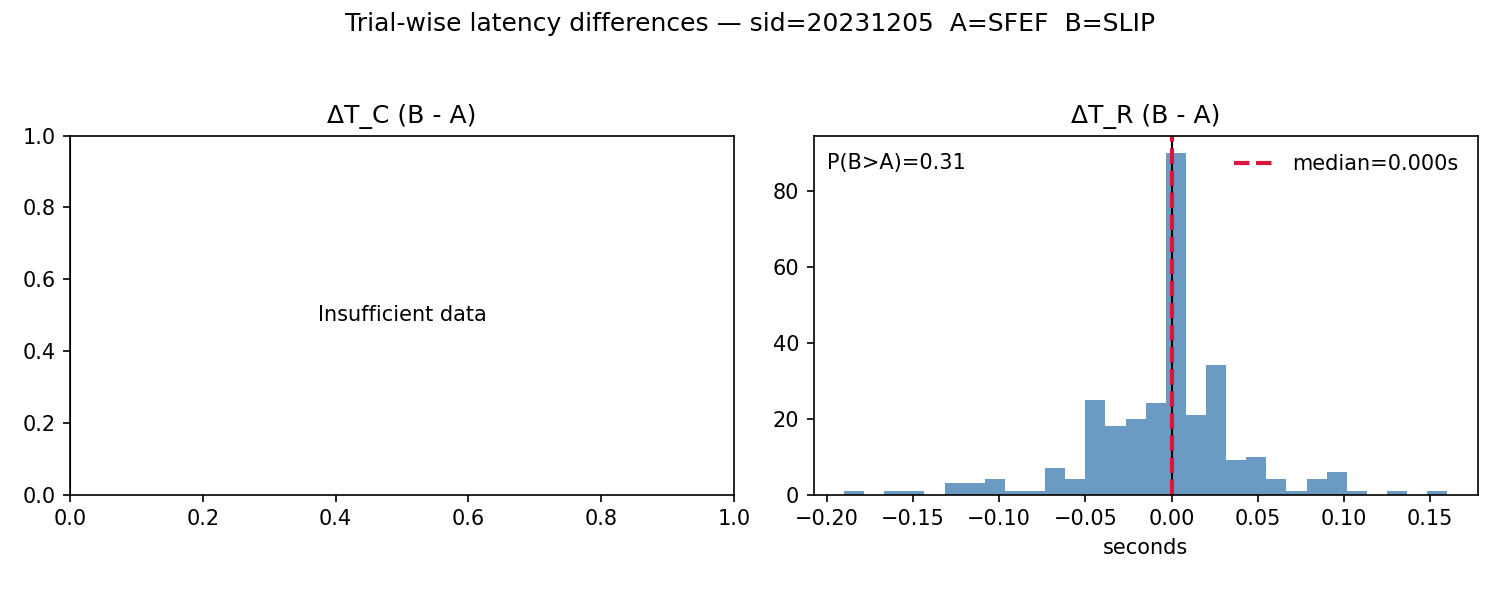 Trial-wise latency differences — sid=20231205  A=SFEF  B=SLIP
ΔT_C (B - A)
1.0
0.8
0.6
0.4
0.2
0.0
Insufficient data
0.0 0.2 0.4 0.6 0.8 1.0
ΔT_R (B - A)
P(B>A)=0.31
median=0.000s
80
60
40
20
0
−0.20 −0.15 −0.10 −0.05 0.00 0.05 0.10 0.15
seconds